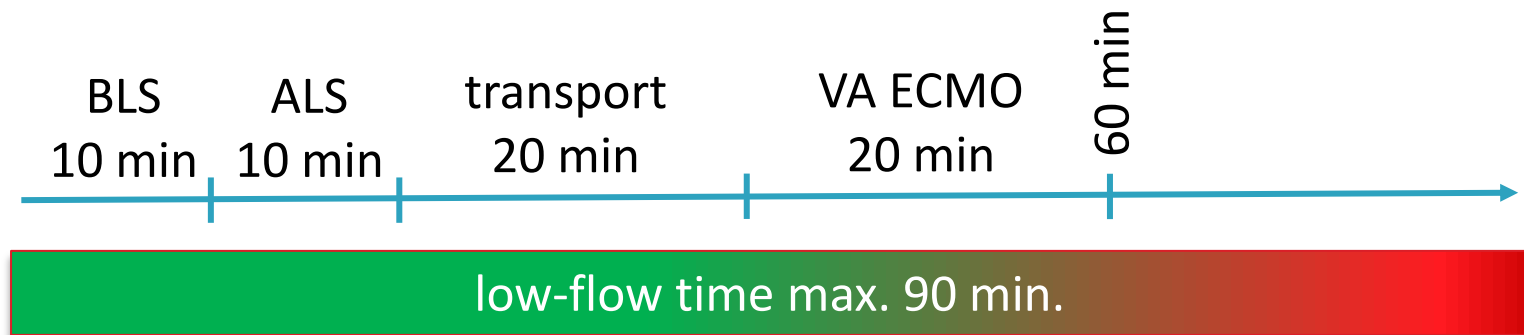 BLS
10 min
ALS
10 min
transport
20 min
VA ECMO
20 min
60 min
low-flow time max. 90 min.